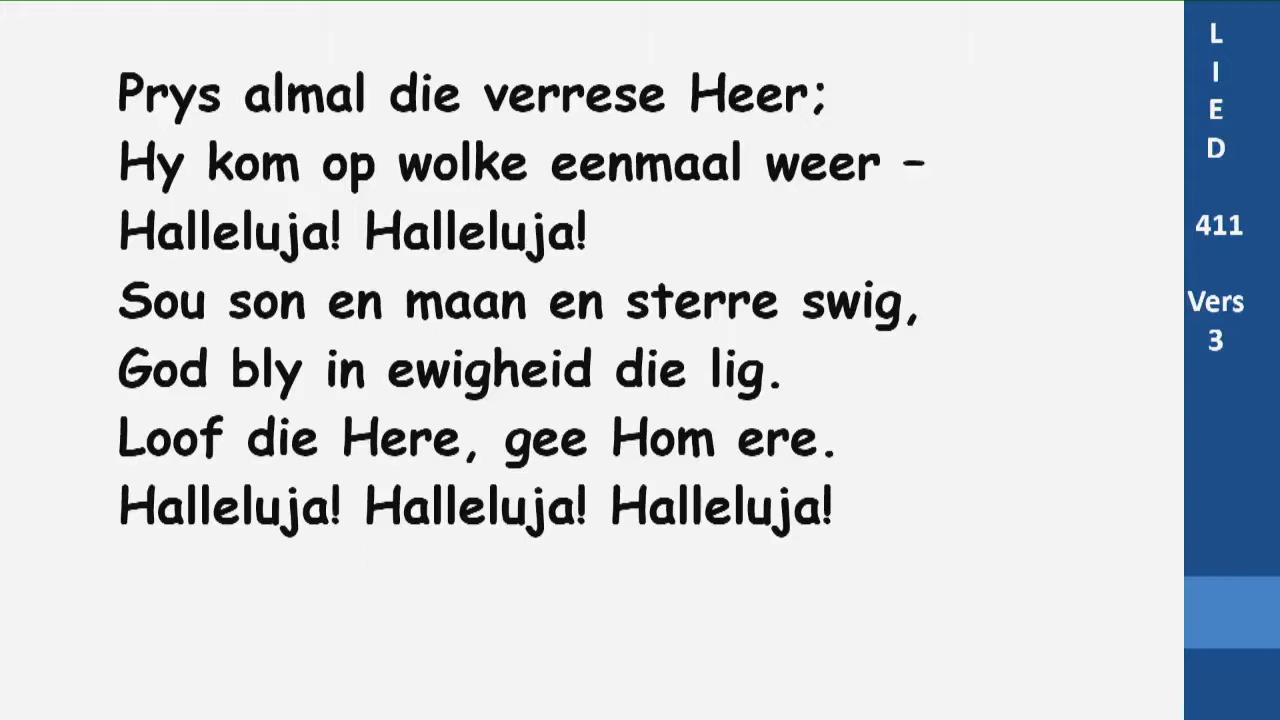 Prys almal die verrese Heer;
Hy kom op wolke eenmaal weer –
Halleluja! Halleluja!
Sou son en maan en sterre swig,
God bly in ewigheid die lig.
Loof die Here, gee Hom ere.
Halleluja! Halleluja! Halleluja!
L
I
E
D
411
Vers
3